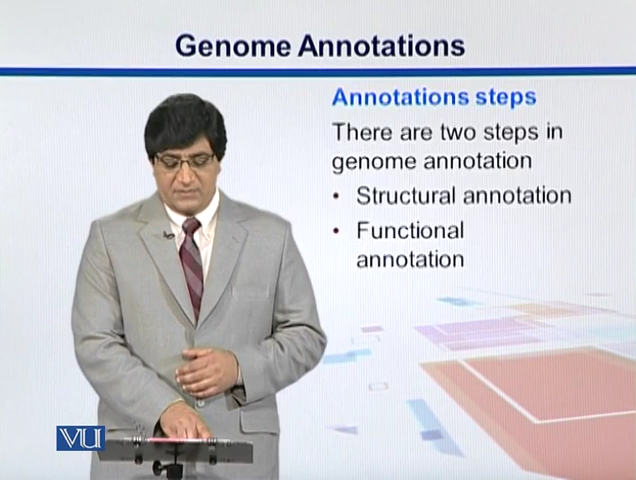 Genome Annotations
Annotations steps
There are two steps in
genome annotation
• Structural annotation
• Functional
annotation
VU